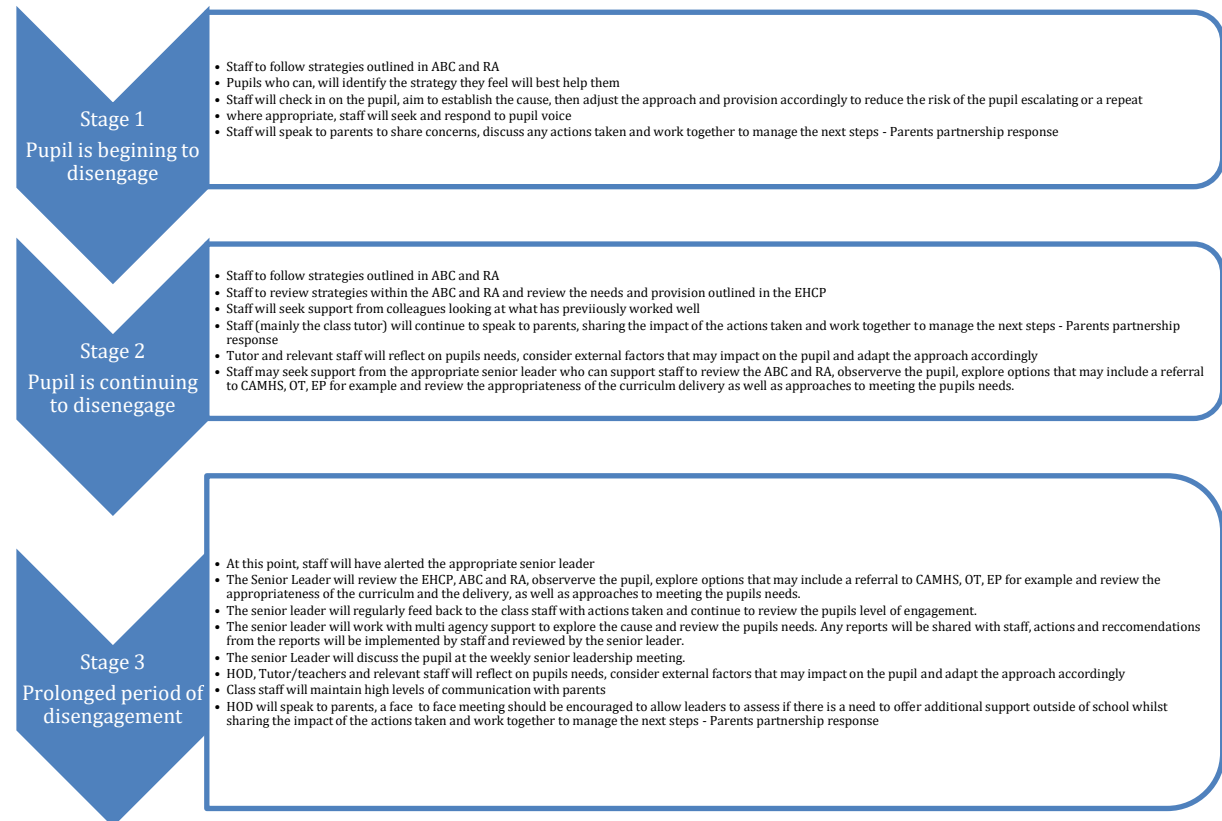 Stage 1
Pupil is begining to
disengage
• Staff to follow strategies outlined in ABC and RA
• Pupils who can, will identify the strategy they feel will best help them
• Staff will check in on the pupil, aim to establish the cause, then adjust the approach and provision accordingly to reduce the risk of the pupil escalating or a repeat
• where appropriate, staff will seek and respond to pupil voice
• Staff will speak to parents to share concerns, discuss any actions taken and work together to manage the next steps - Parents partnership response
Stage 2
Pupil is continuing
to disenegage
• Staff to follow strategies outlined in ABC and RA
• Staff to review strategies within the ABC and RA and review the needs and provision outlined in the EHCP
• Staff will seek support from colleagues looking at what has previiously worked well
• Staff (mainly the class tutor) will continue to speak to parents, sharing the impact of the actions taken and work together to manage the next steps - Parents partnership
response
• Tutor and relevant staff will reflect on pupils needs, consider external factors that may impact on the pupil and adapt the approach accordingly
• Staff may seek support from the appropriate senior leader who can support staff to review the ABC and RA, observerve the pupil, explore options that may include a referral
to CAMHS, OT, EP for example and review the appropriateness of the curriculum delivery as well as approaches to meeting the pupils needs.
Stage 3
Prolonged period of
disengagement
• At this point, staff will have alerted the appropriate senior leader
• The Senior Leader will review the EHCP, ABC and RA, observerve the pupil, explore options that may include a referral to CAMHS, OT, EP for example and review the
appropriateness of the curriculum and the delivery, as well as approaches to meeting the pupils needs.
• The senior leader will regularly feed back to the class staff with actions taken and continue to review the pupils level of engagement.
• The senior leader will work with multi agency support to explore the cause and review the pupils needs. Any reports will be shared with staff, actions and reccomendations
from the reports will be implemented by staff and reviewed by the senior leader.
• The senior Leader will discuss the pupil at the weekly senior leadership meeting.
• HOD, Tutor/teachers and relevant staff will reflect on pupils needs, consider external factors that may impact on the pupil and adapt the approach accordingly
• Class staff will maintain high levels of communication with parents
• HOD will speak to parents, a face to face meeting should be encouraged to allow leaders to assess if there is a need to offer additional support outside of school whilst
sharing the impact of the actions taken and work together to manage the next steps - Parents partnership response